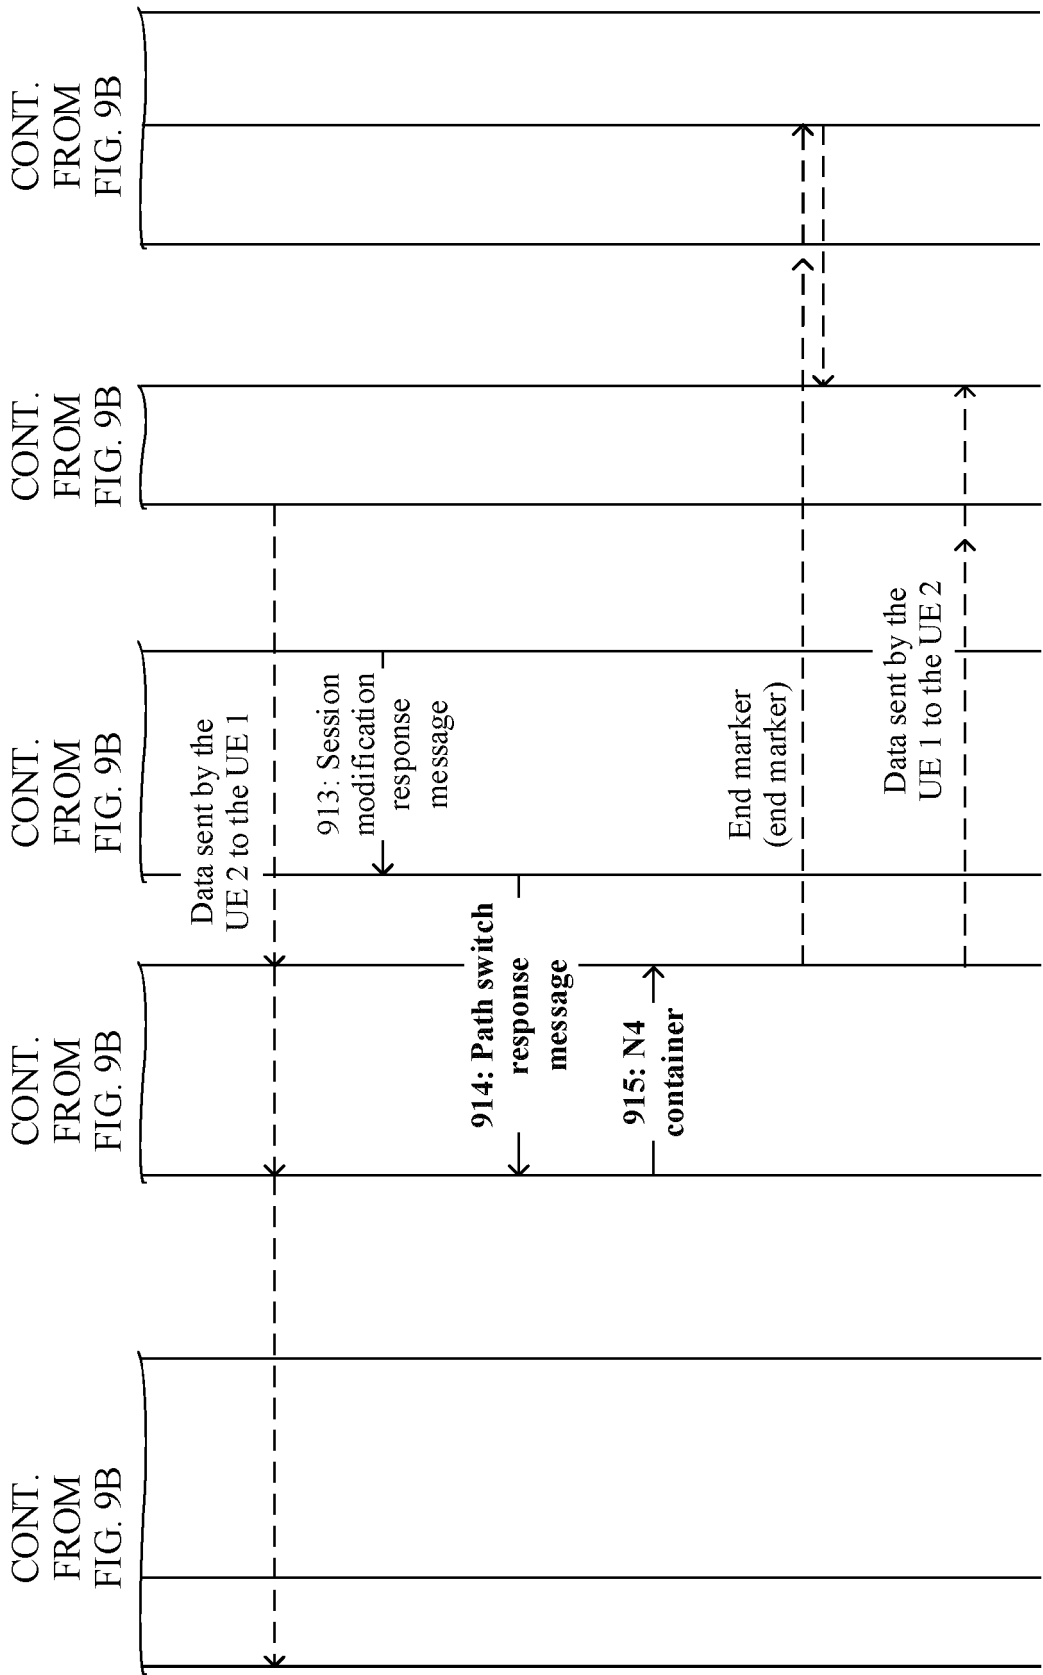 CONT.
FROM
FIG. 9B
CONT.
FROM
FIG. 9B
CONT.
FROM
FIG. 9B
CONT.
FROM
FIG. 9B
CONT.
FROM
FIG. 9B
Data sent by the
UE 2 to the UE 1
913: Session
modification
response
message
914: Path switch
response
message
915: N4
container
End marker
(end marker)
Data sent by the
UE 1 to the UE 2